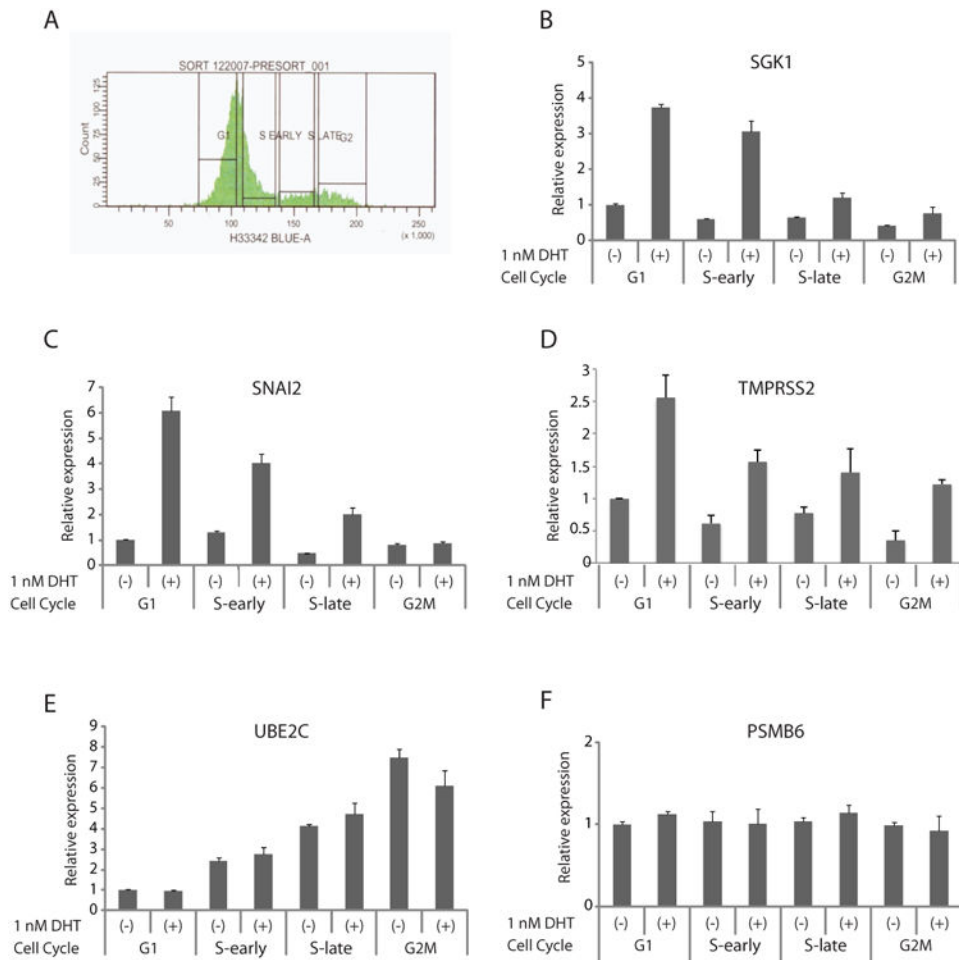 A
SORT 122007-PRESORT_001
Count
125
100
75
50
25
0
G1
S EARLY
S LATE
G2
50
100
150
200
250
H33342 BLUE-A
(x 1,000)
B
SGK1
Relative expression
5
4
3
2
1
0
1 nM DHT
(-) (+) (-) (+) (-) (+) (-) (+)
Cell Cycle
G1 S-early S-late G2M
C
SNAI2
Relative expression
7
6
5
4
3
2
1
0
1 nM DHT
(-) (+) (-) (+) (-) (+) (-) (+)
Cell Cycle
G1 S-early S-late G2M
D
TMPRSS2
Relative expression
3
2.5
2
1.5
1
0.5
0
1 nM DHT
(-) (+) (-) (+) (-) (+) (-) (+)
Cell Cycle
G1 S-early S-late G2M
E
UBE2C
Relative expression
9
8
7
6
5
4
3
2
1
0
1 nM DHT
(-) (+) (-) (+) (-) (+) (-) (+)
Cell Cycle
G1 S-early S-late G2M
F
PSMB6
Relative expression
2
1
0
1 nM DHT
(-) (+) (-) (+) (-) (+) (-) (+)
Cell Cycle
G1 S-early S-late G2M